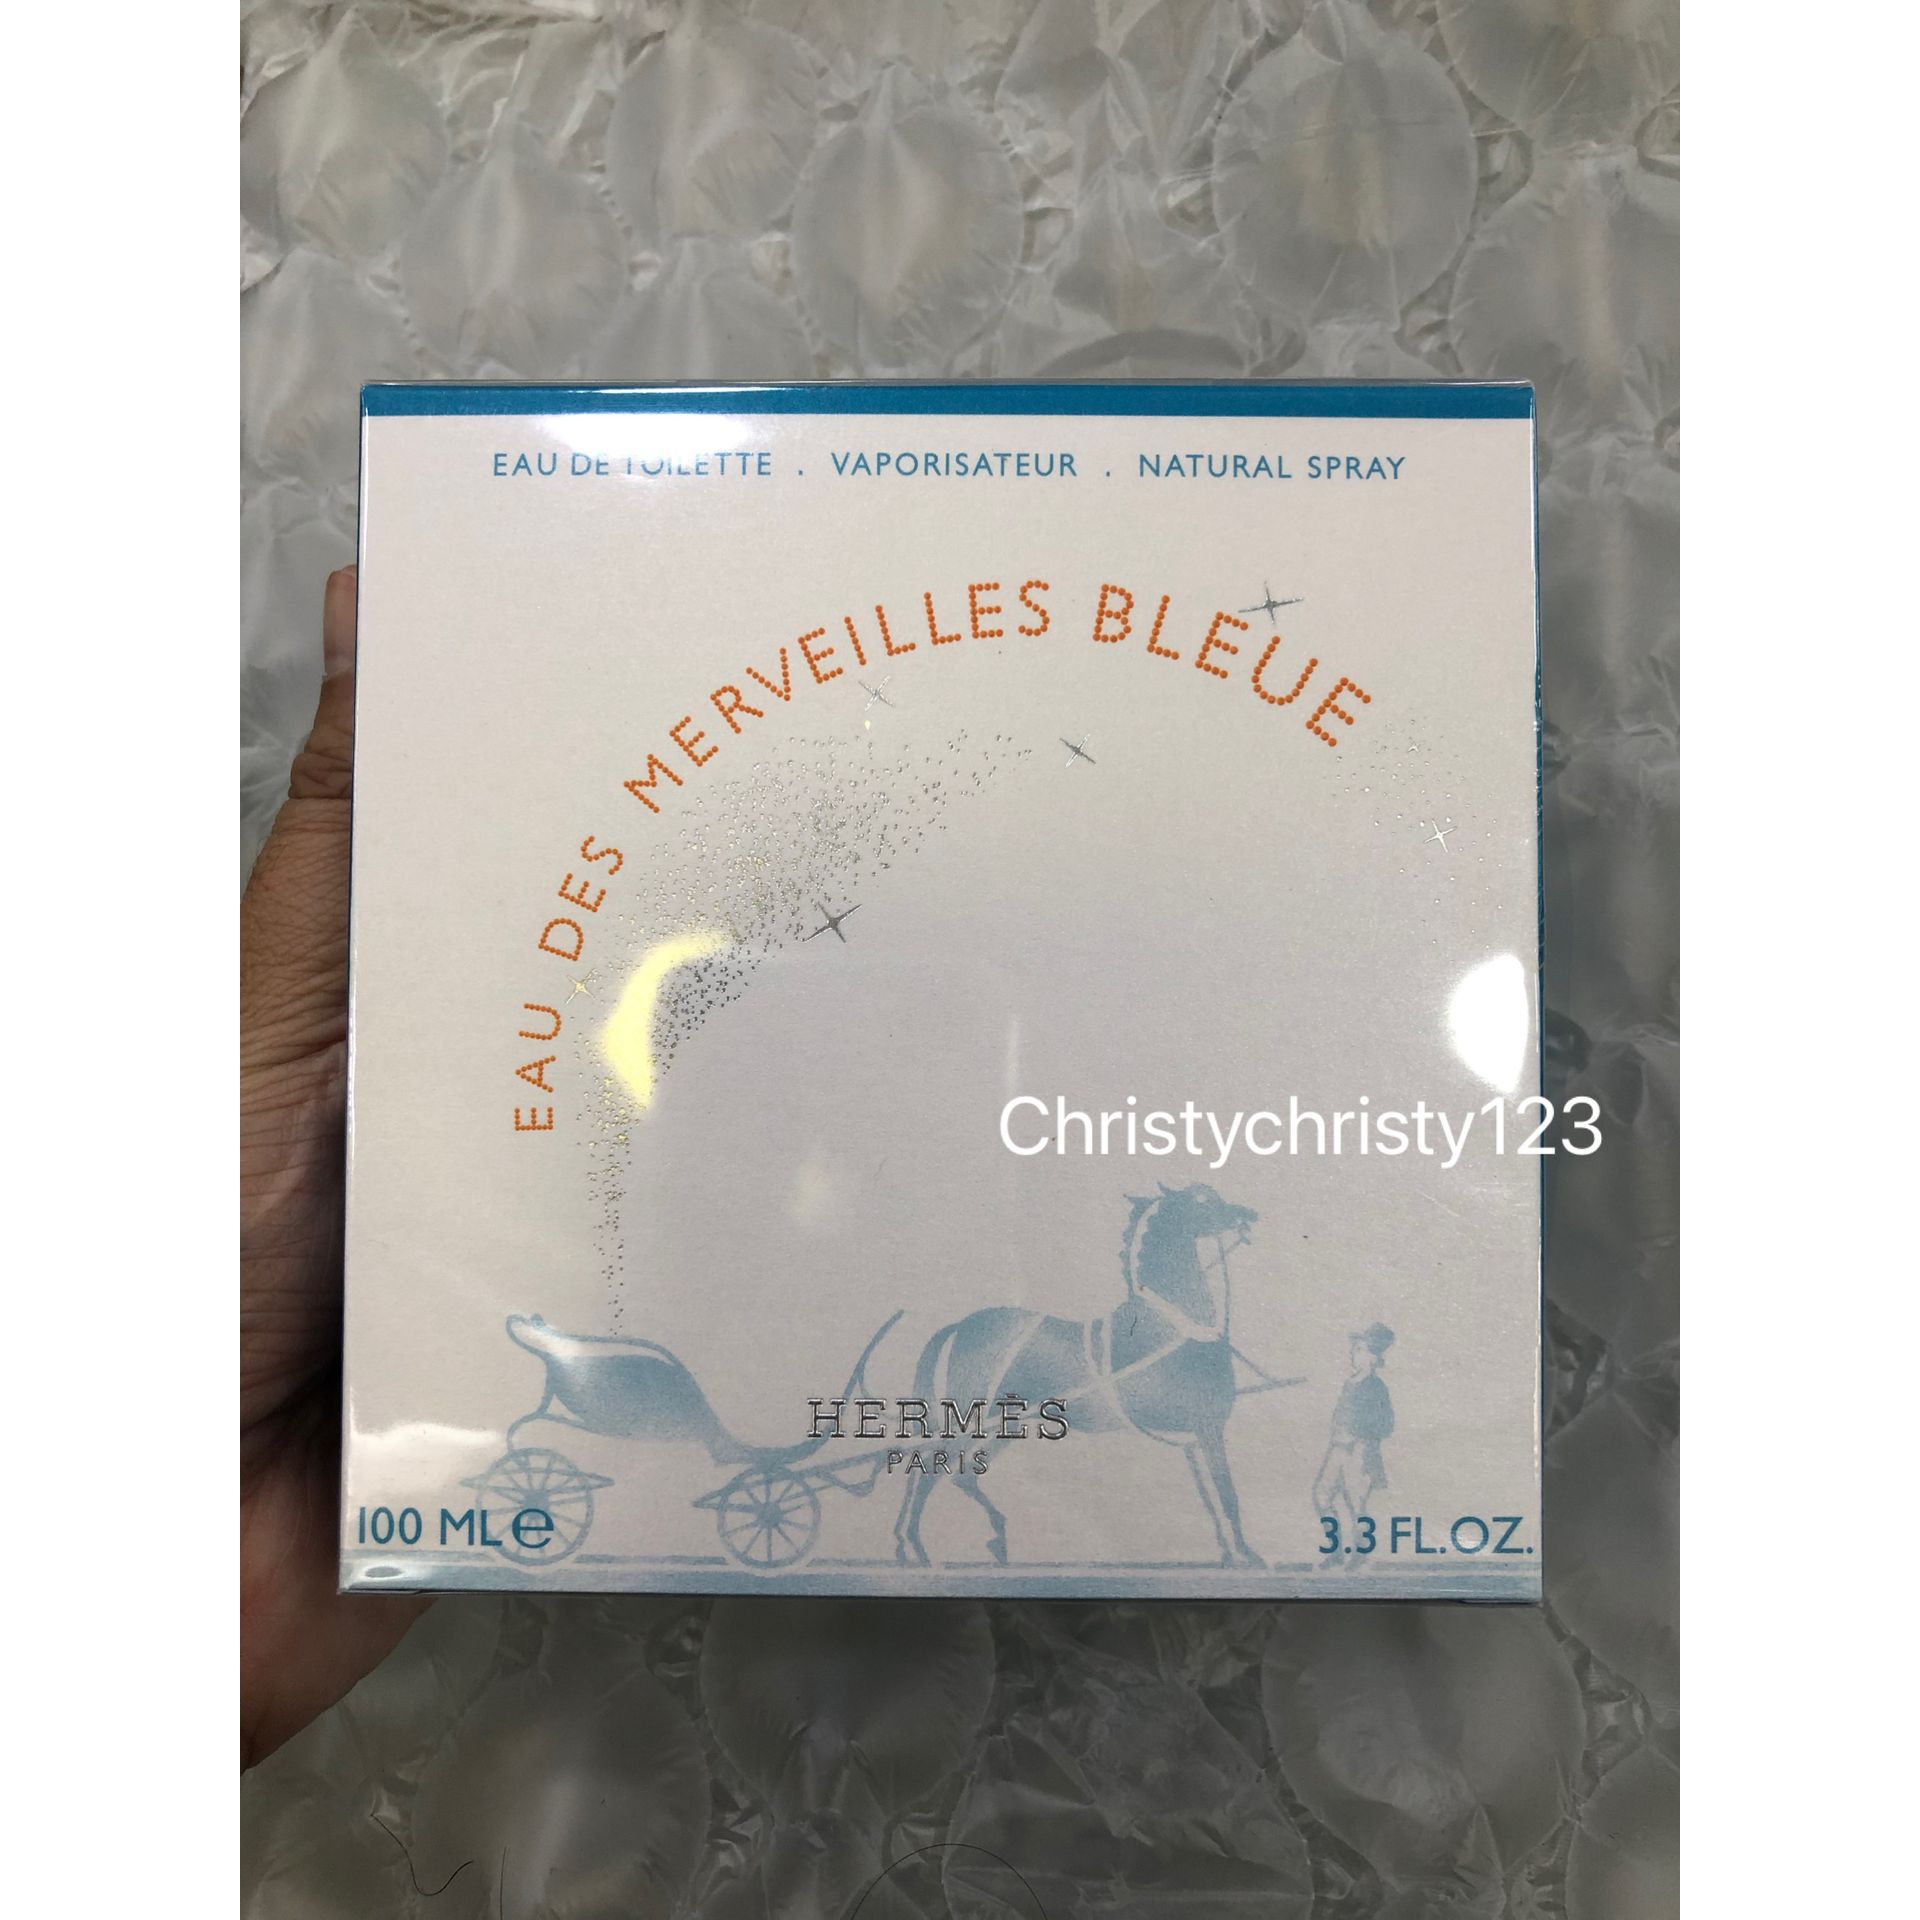 EAU DE TOILETTE . VAPORISATEUR . NATURAL SPRAY
EAU DES MERVEILLES BLEUE
Christychristy123
HERMÈS
PARIS
100 ML e
3.3 FL.OZ.